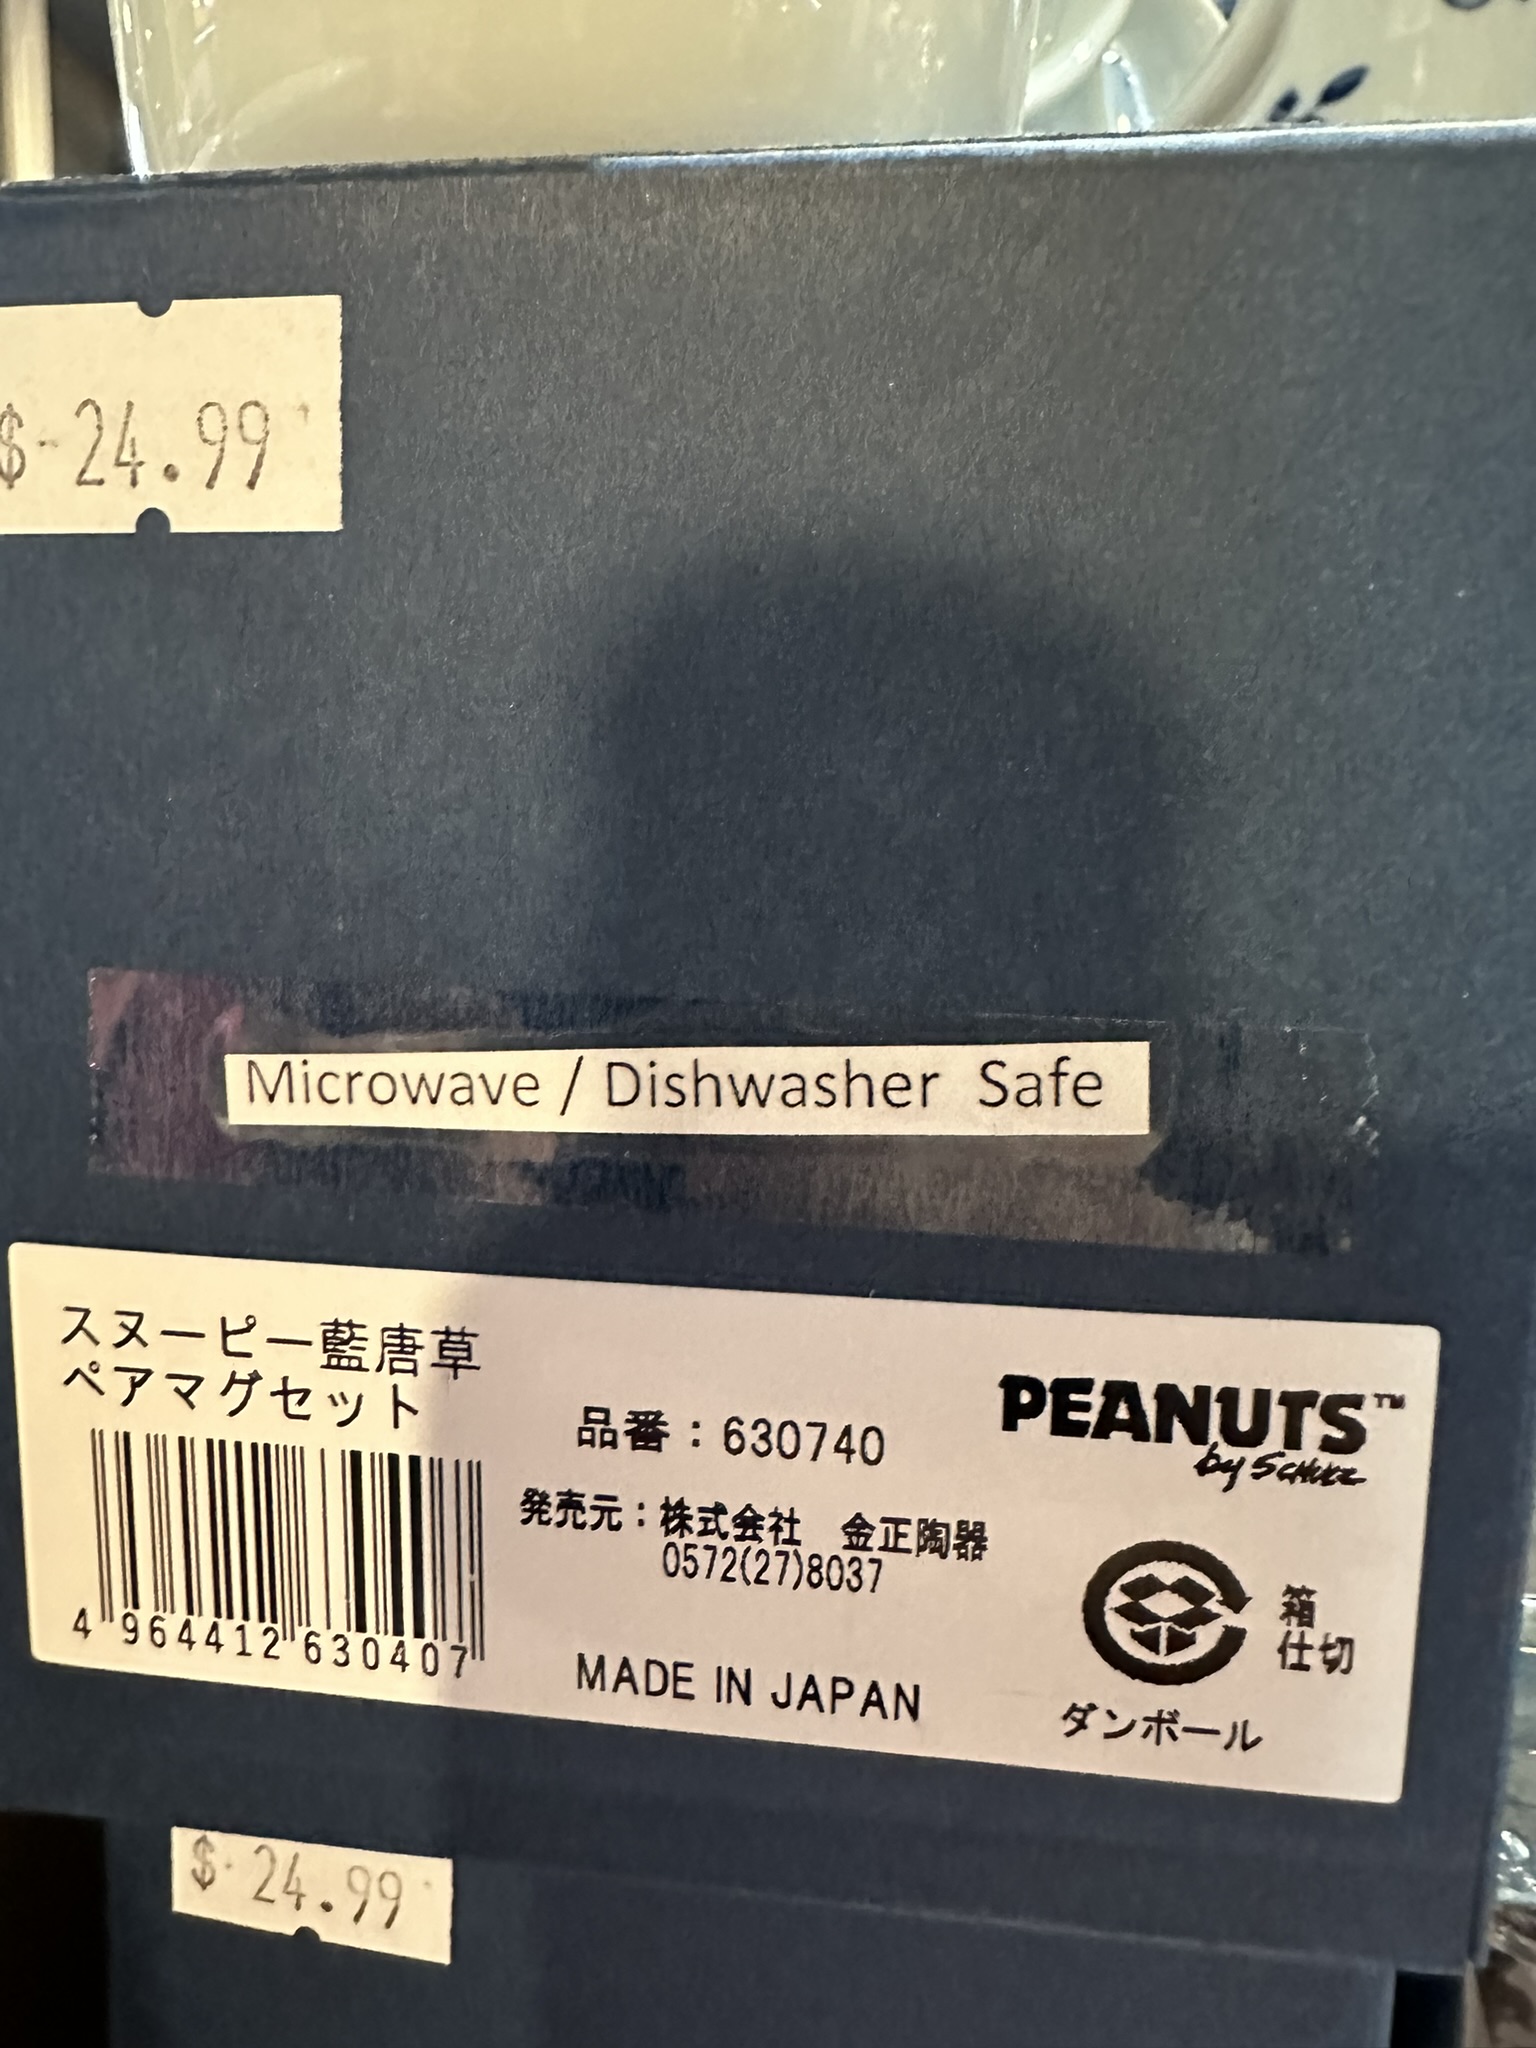 $ 24.99
Microwave / Dishwasher Safe
スヌーピー藍唐草
ペアマグセット
4 964412 630407
品番：630740
発売元：株式会社 金正陶器
0572(27)8037
MADE IN JAPAN
PEANUTS™
by SCHULZ
箱
仕切
ダンボール
$ 24.99